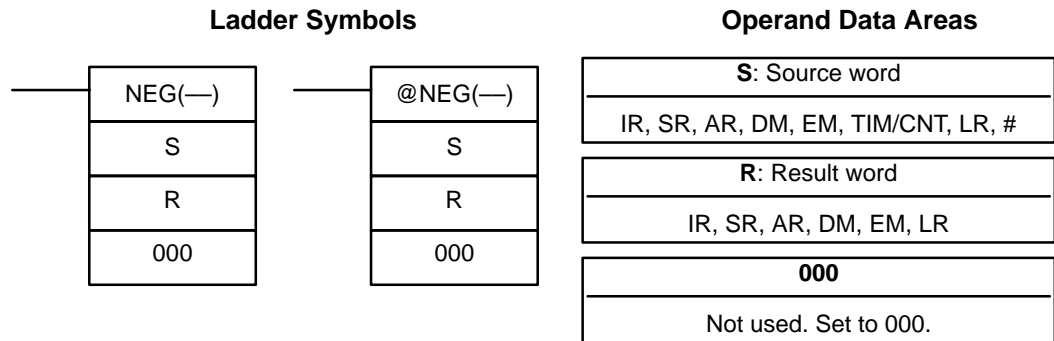 Ladder Symbols
NEG(––)
S
R
000
@NEG(––)
S
R
000
Operand Data Areas
S: Source word
IR, SR, AR, DM, EM, TIM/CNT, LR, #
R: Result word
IR, SR, AR, DM, EM, LR
000
Not used. Set to 000.